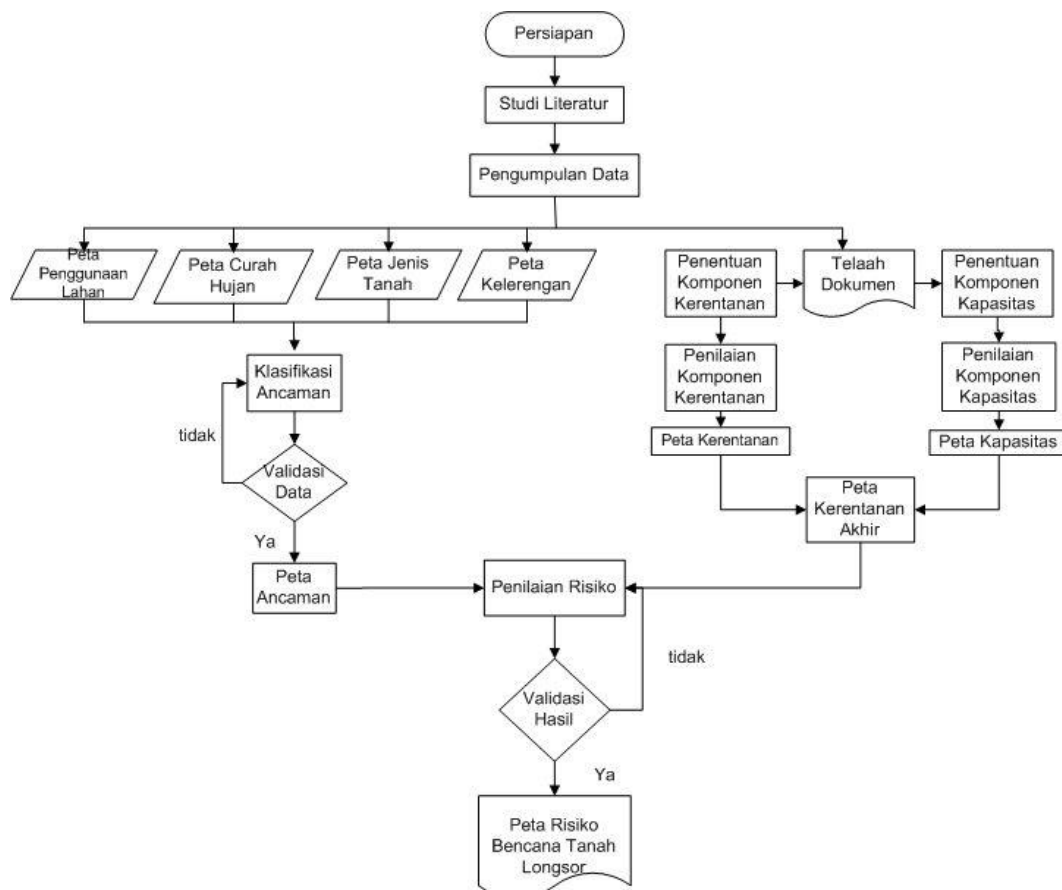 Persiapan
Studi Literatur
Pengumpulan Data
Peta
Penggunaan
Lahan
Peta Curah
Hujan
Peta Jenis
Tanah
Peta
Kelerengan
Penentuan
Komponen
Kerentanan
Telaah
Dokumen
Penentuan
Komponen
Kapasitas
Klasifikasi
Ancaman
Penilaian
Komponen
Kerentanan
Penilaian
Komponen
Kapasitas
tidak
Peta Kerentanan
Peta Kapasitas
Validasi
Data
Peta
Kerentanan
Akhir
Ya
Peta
Ancaman
Penilaian Risiko
tidak
Validasi
Hasil
Ya
Peta Risiko
Bencana Tanah
Longsor